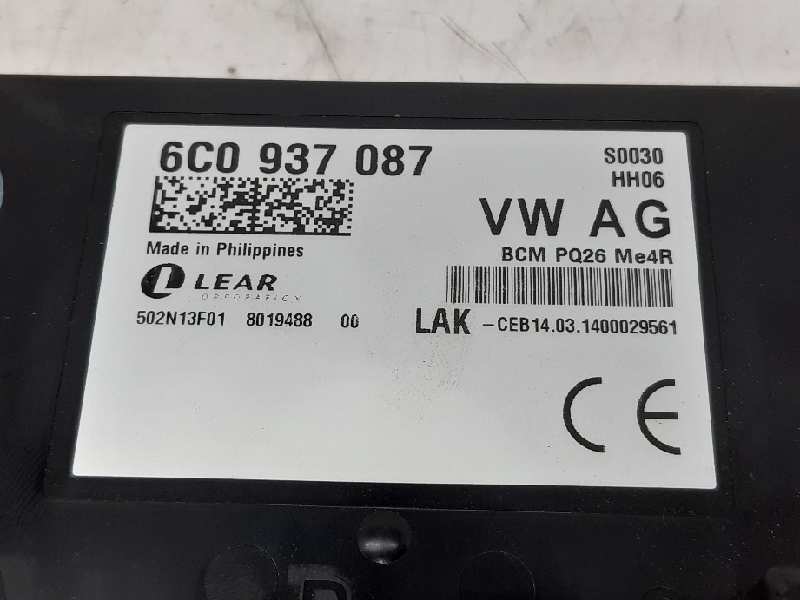 6C0 937 087
S0030
HH06
VW AG
Made in Philippines
BCM PQ26 Me4R
LEAR
CORPORATION
502N13F01 8019488 00
LAK -CEB14.03.1400029561
CE